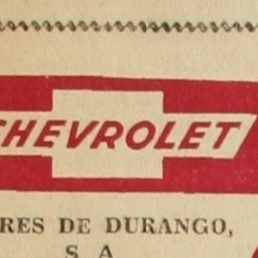 CHEVROLET
RES DE DURANGO,
S. A.